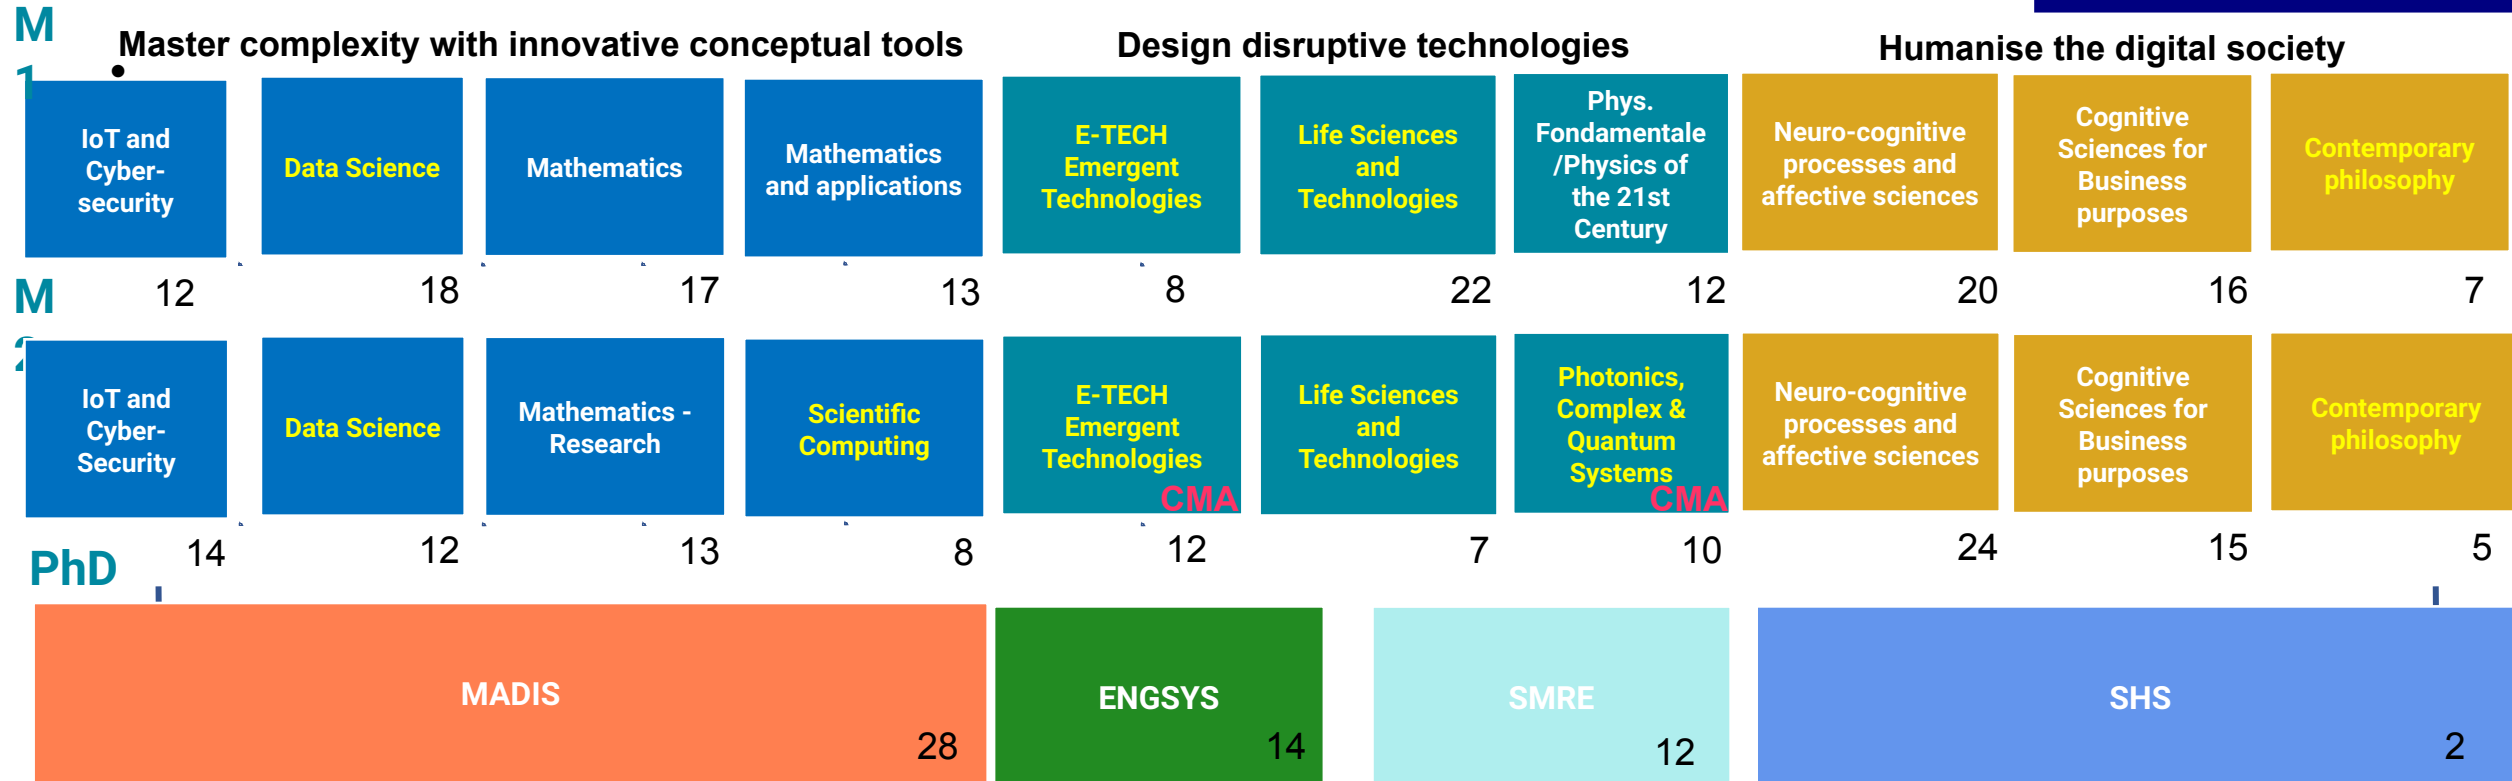 M
1
Master complexity with innovative conceptual tools
Design disruptive technologies
Humanise the digital society
•
IoT and
Cyber-
security
Data Science
Mathematics
Mathematics
and applications
E-TECH
Emergent
Technologies
Life Sciences
and
Technologies
Phys.
Fondamentale
/Physics of
the 21st
Century
Neuro-cognitive
processes and
affective sciences
Cognitive
Sciences for
Business
purposes
Contemporary
philosophy
12
18
17
13
8
22
12
20
16
7
M
2
IoT and
Cyber-
Security
Data Science
Mathematics -
Research
Scientific
Computing
E-TECH
Emergent
Technologies
CMA
Life Sciences
and
Technologies
Photonics,
Complex &
Quantum
Systems
CMA
Neuro-cognitive
processes and
affective sciences
Cognitive
Sciences for
Business
purposes
Contemporary
philosophy
14
12
13
8
12
7
10
24
15
5
PhD
MADIS
28
ENGSYS
14
SMRE
12
SHS
2